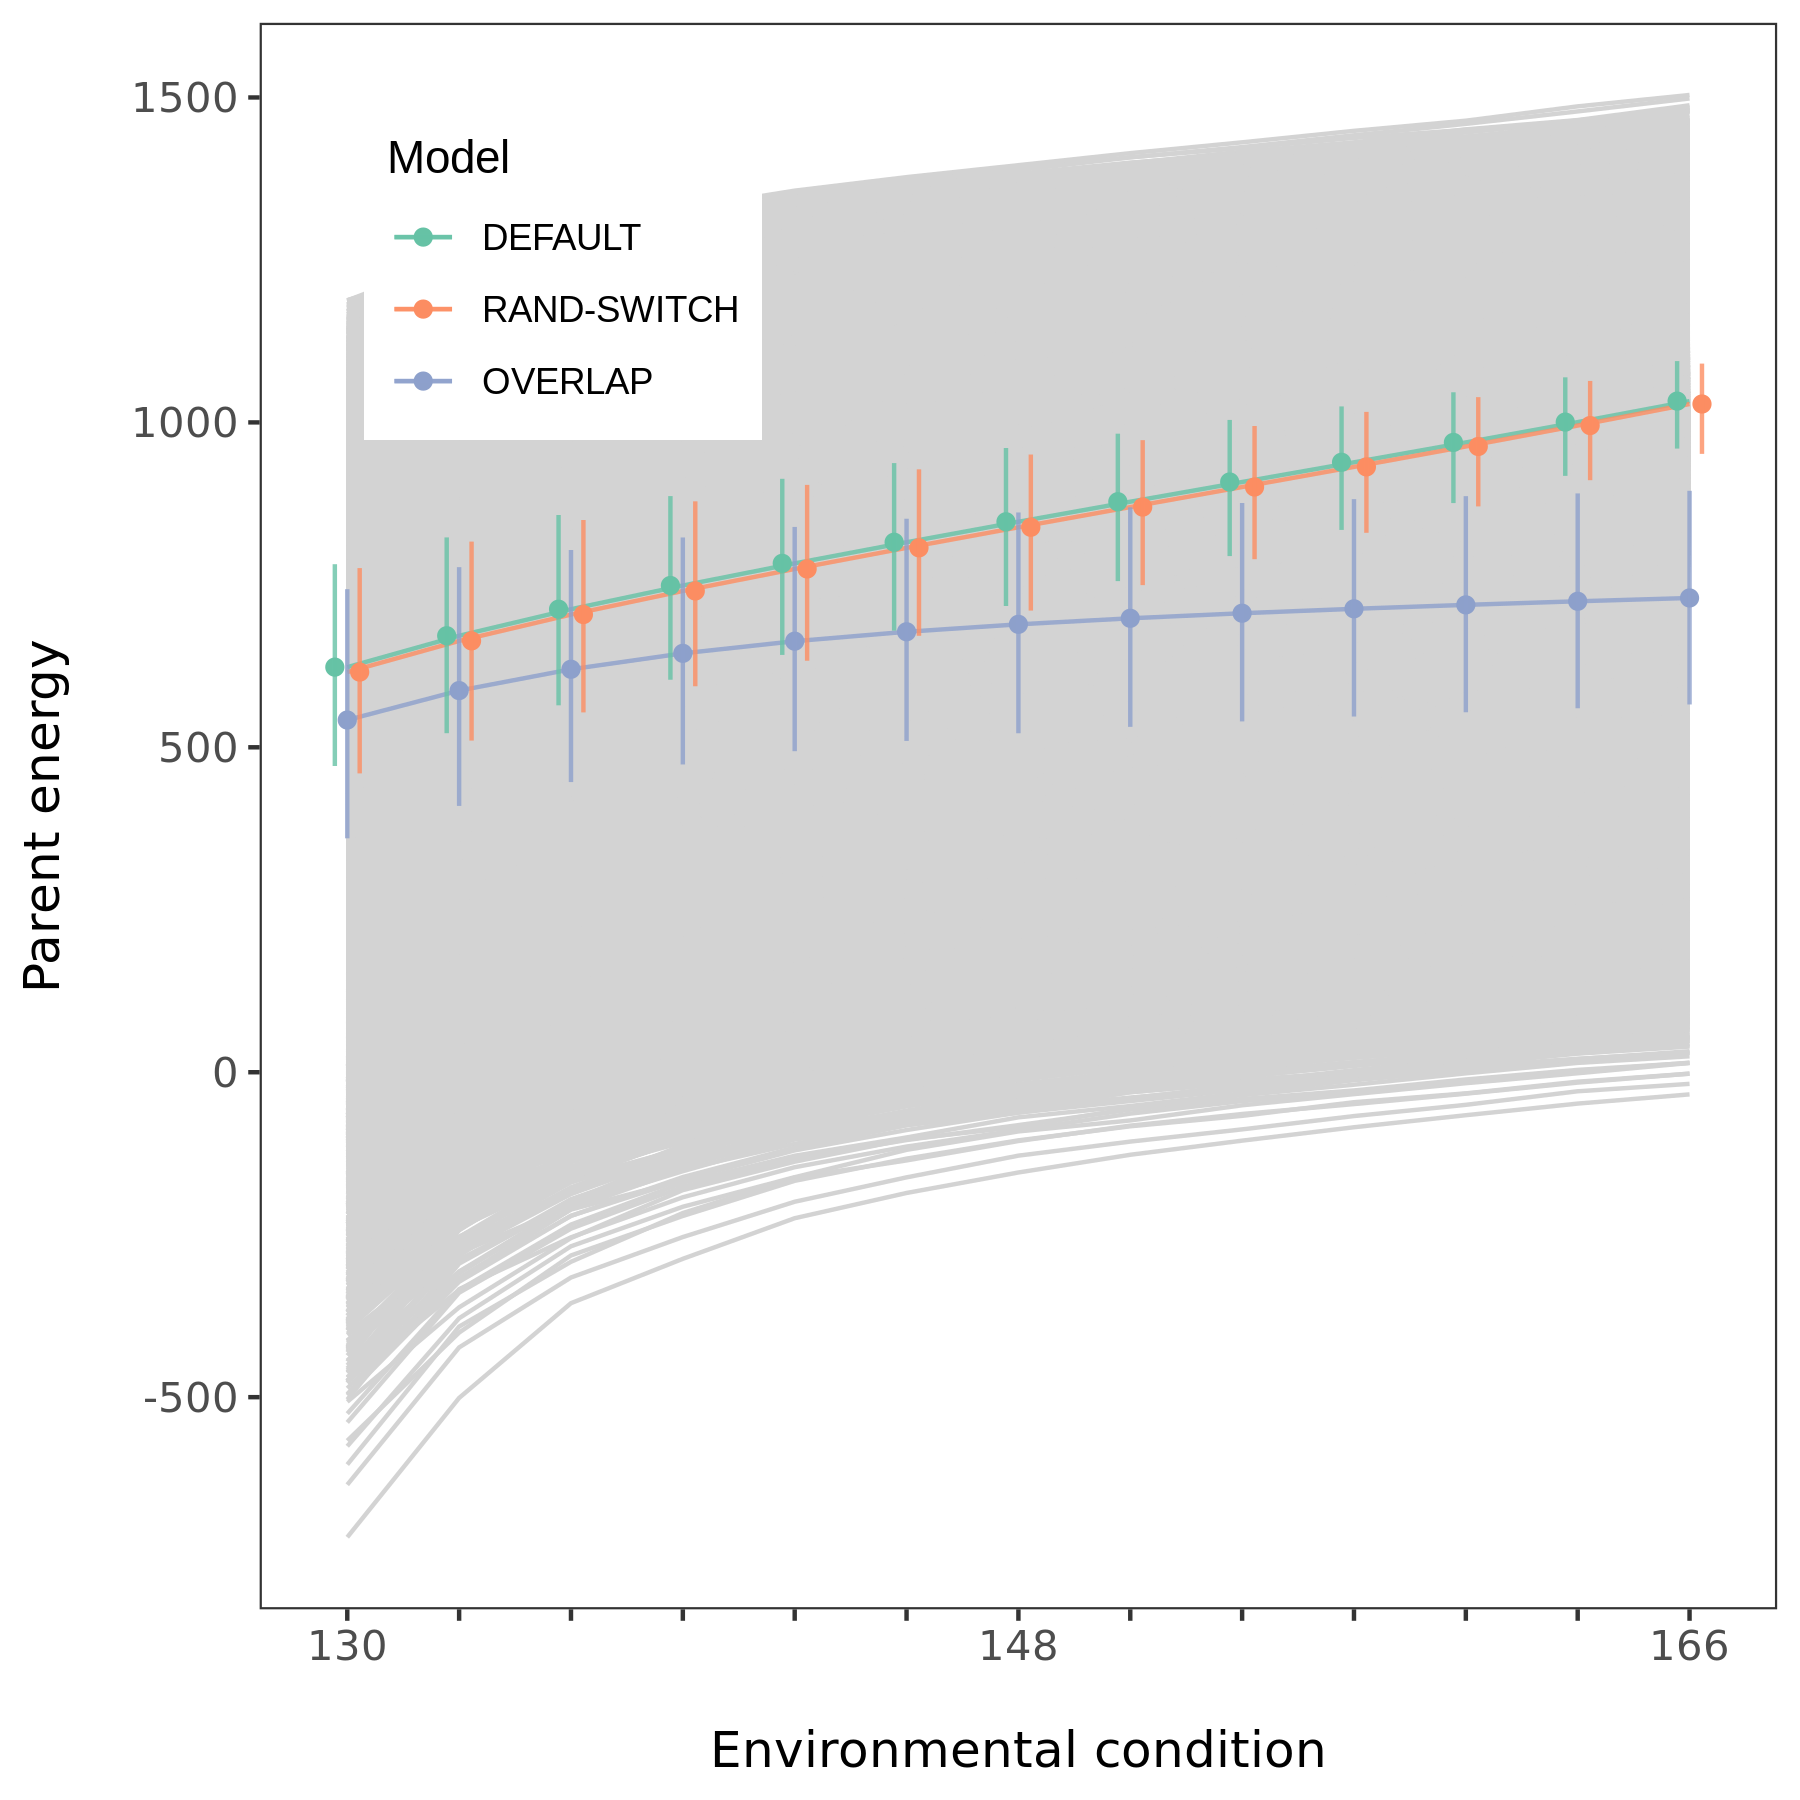 1500
Model
DEFAULT
RAND-SWITCH
OVERLAP
1000
500
0
-500
Parent energy
130 148 166
Environmental condition